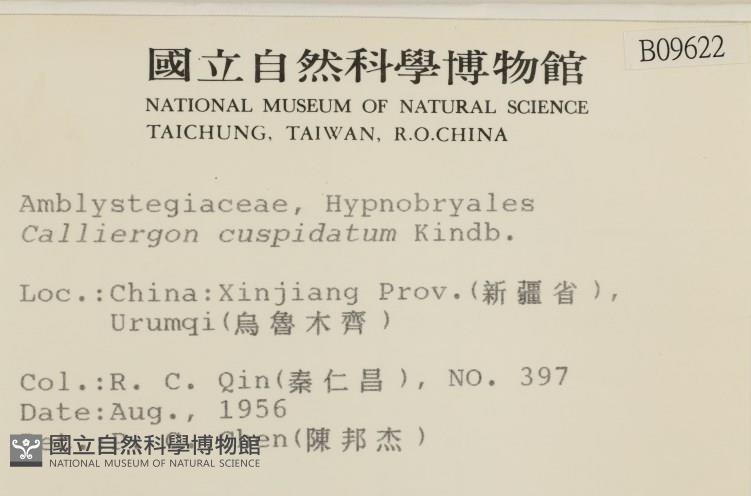 國立自然科學博物館
B09622
NATIONAL MUSEUM OF NATURAL SCIENCE
TAICHUNG, TAIWAN, R.O.CHINA
Amblystegiaceae, Hypnobryales
Calliergon cuspidatum Kindb.
Loc.:China:Xinjiang Prov.(新疆省),
Urumqi(烏魯木齊)
Col.:R. C. Qin(秦仁昌), NO. 397
Date:Aug., 1956
Chen(陳邦杰)
國立自然科學博物館
NATIONAL MUSEUM OF NATURAL SCIENCE